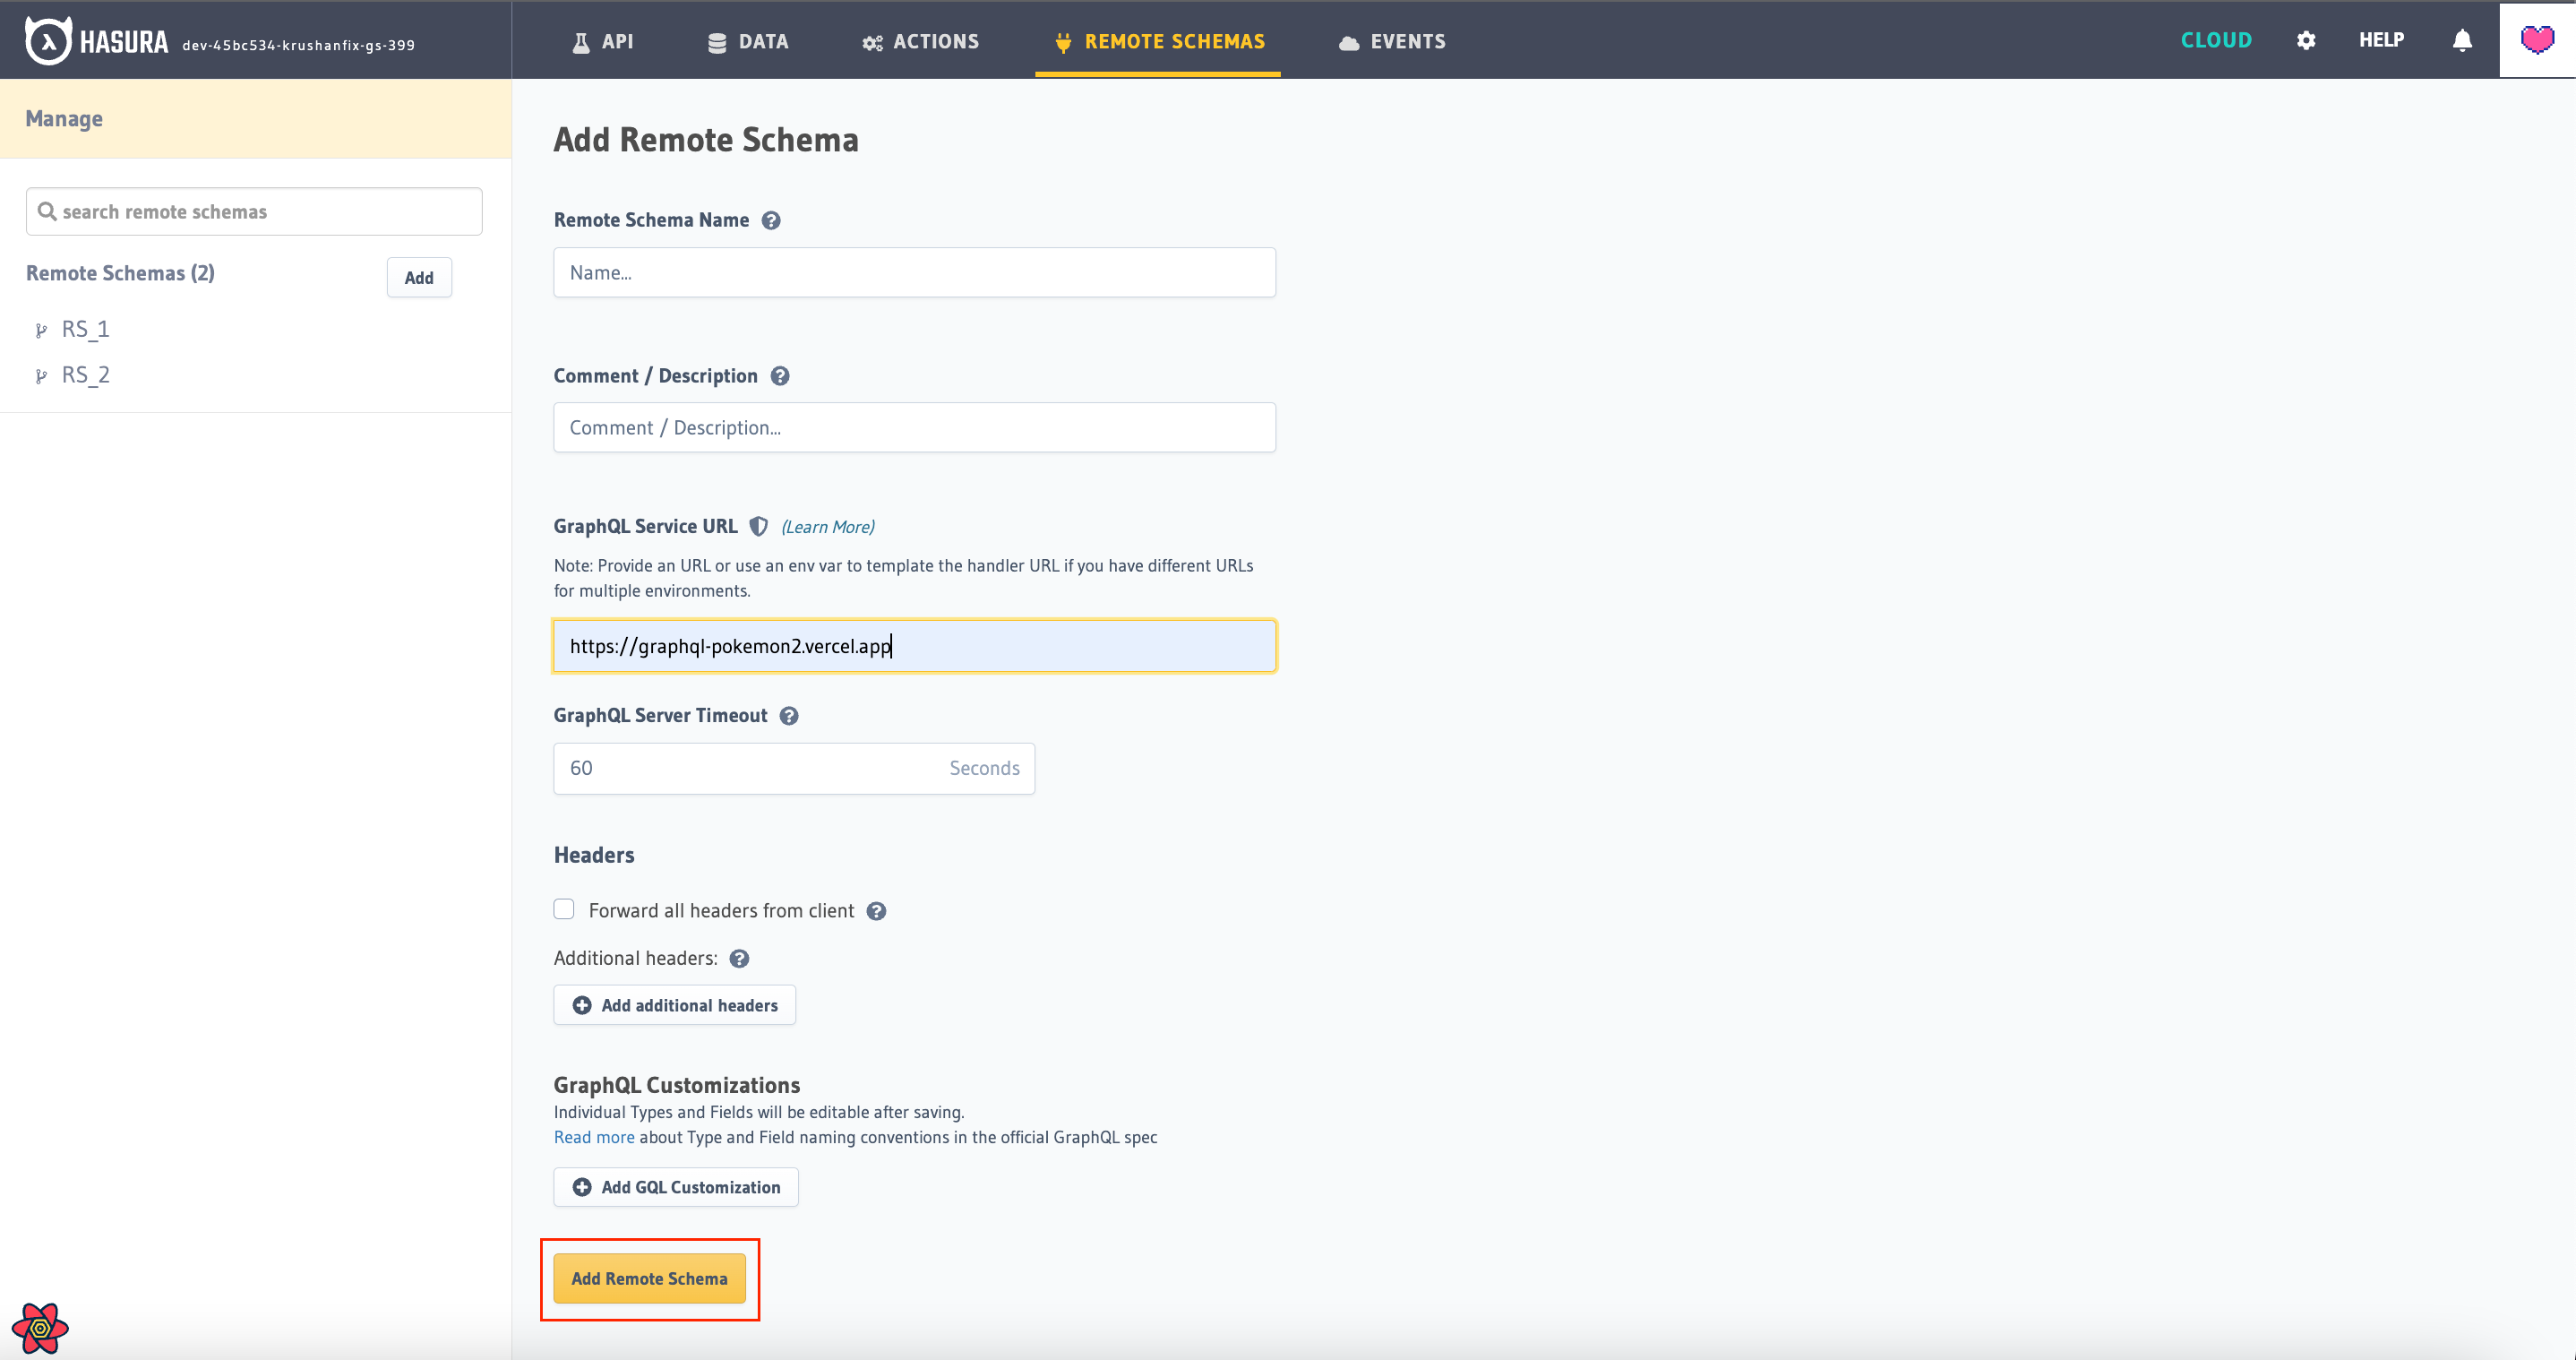 HASURA dev-45bc534-krushanfix-gs-399
API DATA ACTIONS REMOTE SCHEMAS EVENTS CLOUD HELP
Manage
search remote schemas
Remote Schemas (2) Add
RS_1
RS_2
Add Remote Schema
Remote Schema Name
Name...
Comment / Description
Comment / Description...
GraphQL Service URL (Learn More)
Note: Provide an URL or use an env var to template the handler URL if you have different URLs
for multiple environments.
https://graphql-pokemon2.vercel.app
GraphQL Server Timeout
60 Seconds
Headers
Forward all headers from client
Additional headers:
Add additional headers
GraphQL Customizations
Individual Types and Fields will be editable after saving.
Read more about Type and Field naming conventions in the official GraphQL spec
Add GQL Customization
Add Remote Schema